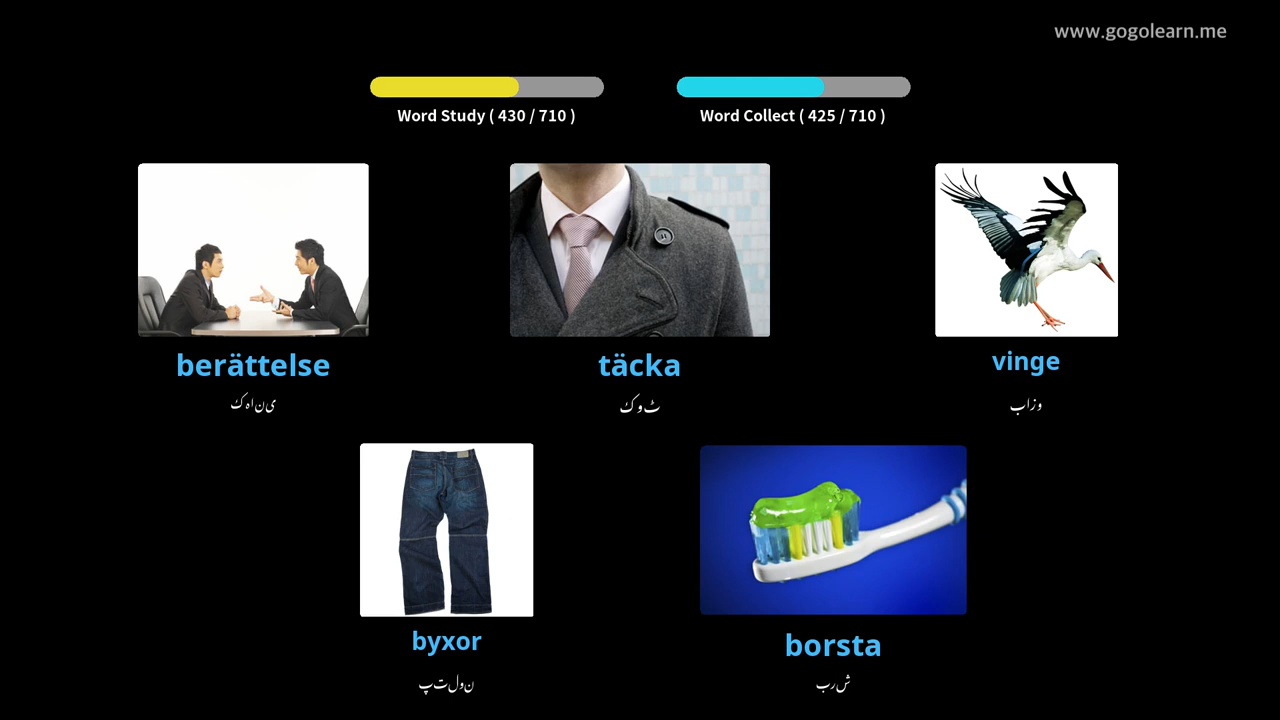 www.gogolearn.me
Word Study ( 430 / 710 )
Word Collect ( 425 / 710 )
berättelse
کہانی
täcka
کوٹ
vinge
بازو
byxor
پتلون
borsta
برش